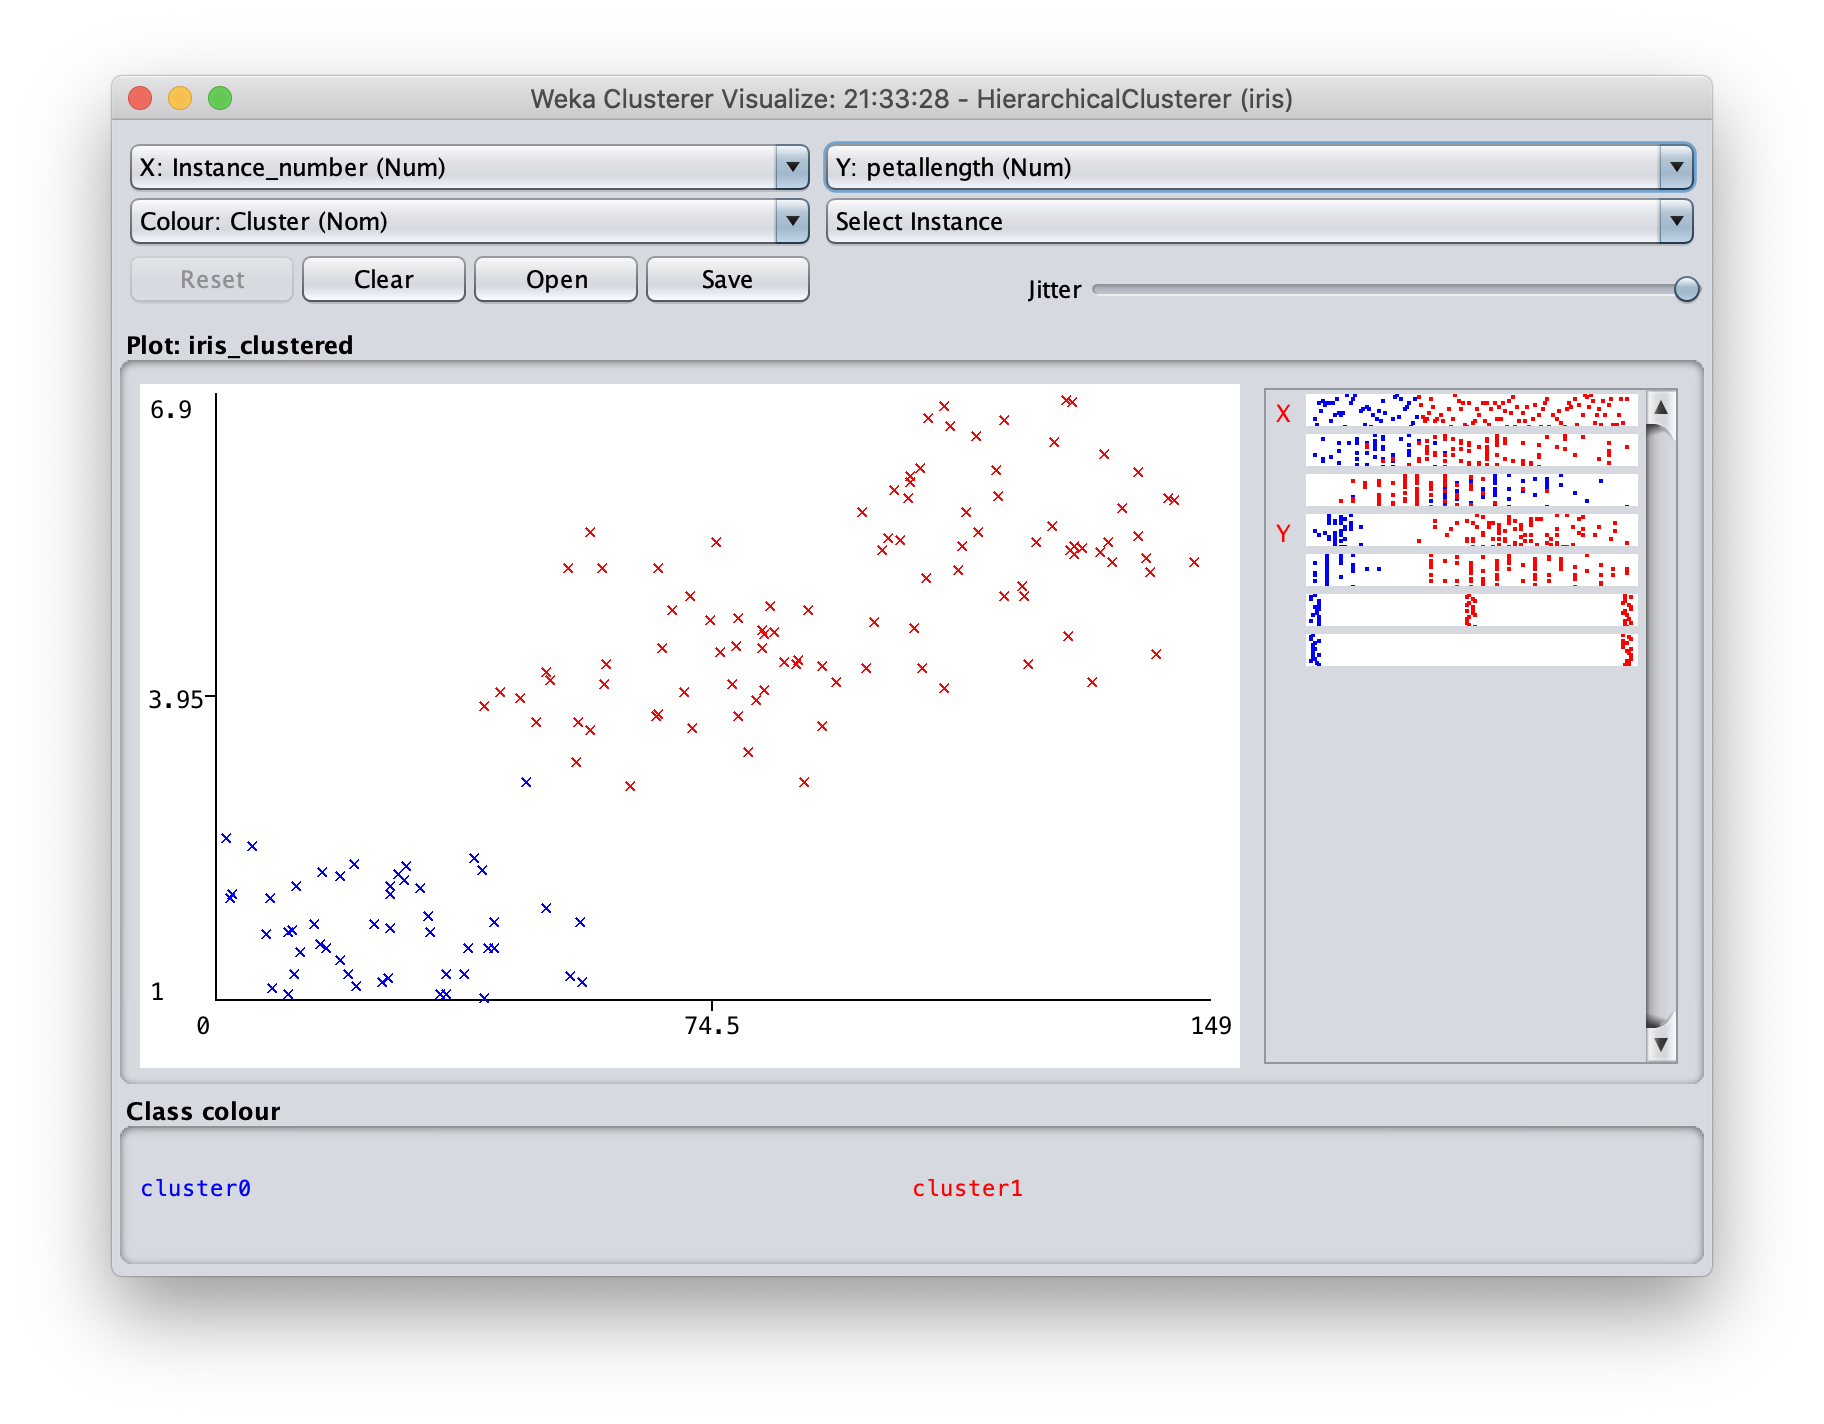 Weka Clusterer Visualize: 21:33:28 - HierarchicalClusterer (iris)
X: Instance_number (Num)
Y: petallength (Num)
Colour: Cluster (Nom)
Select Instance
Reset
Clear
Open
Save
Jitter
Plot: iris_clustered
6.9
3.95
1
0
74.5
149
X
Y
Class colour
cluster0
cluster1